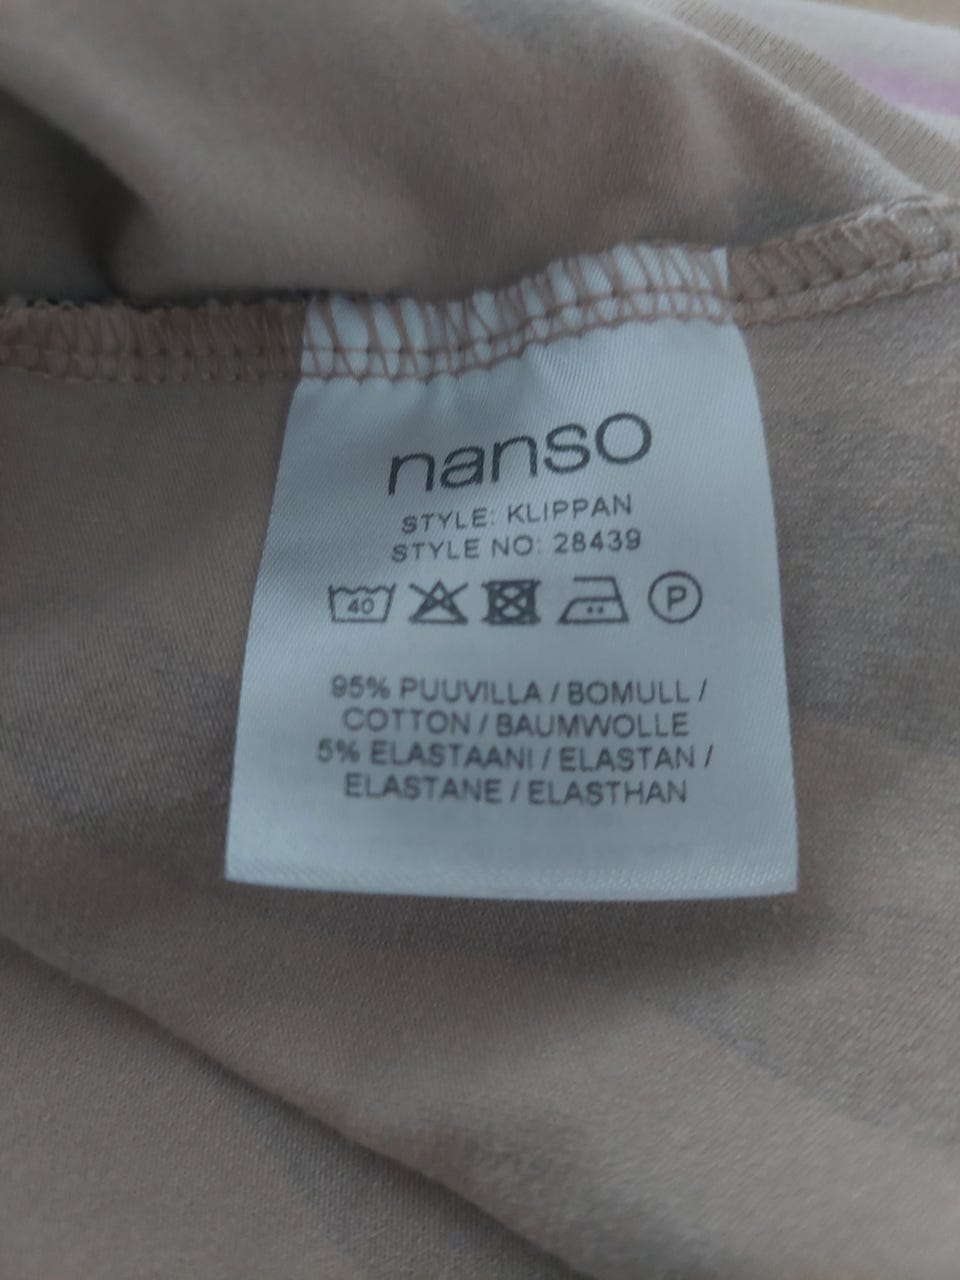 nanso
STYLE: KLIPPAN
STYLE NO: 28439
40 P
95% PUUVILLA / BOMULL /
COTTON / BAUMWOLLE
5% ELASTAANI / ELASTAN /
ELASTANE / ELASTHAN